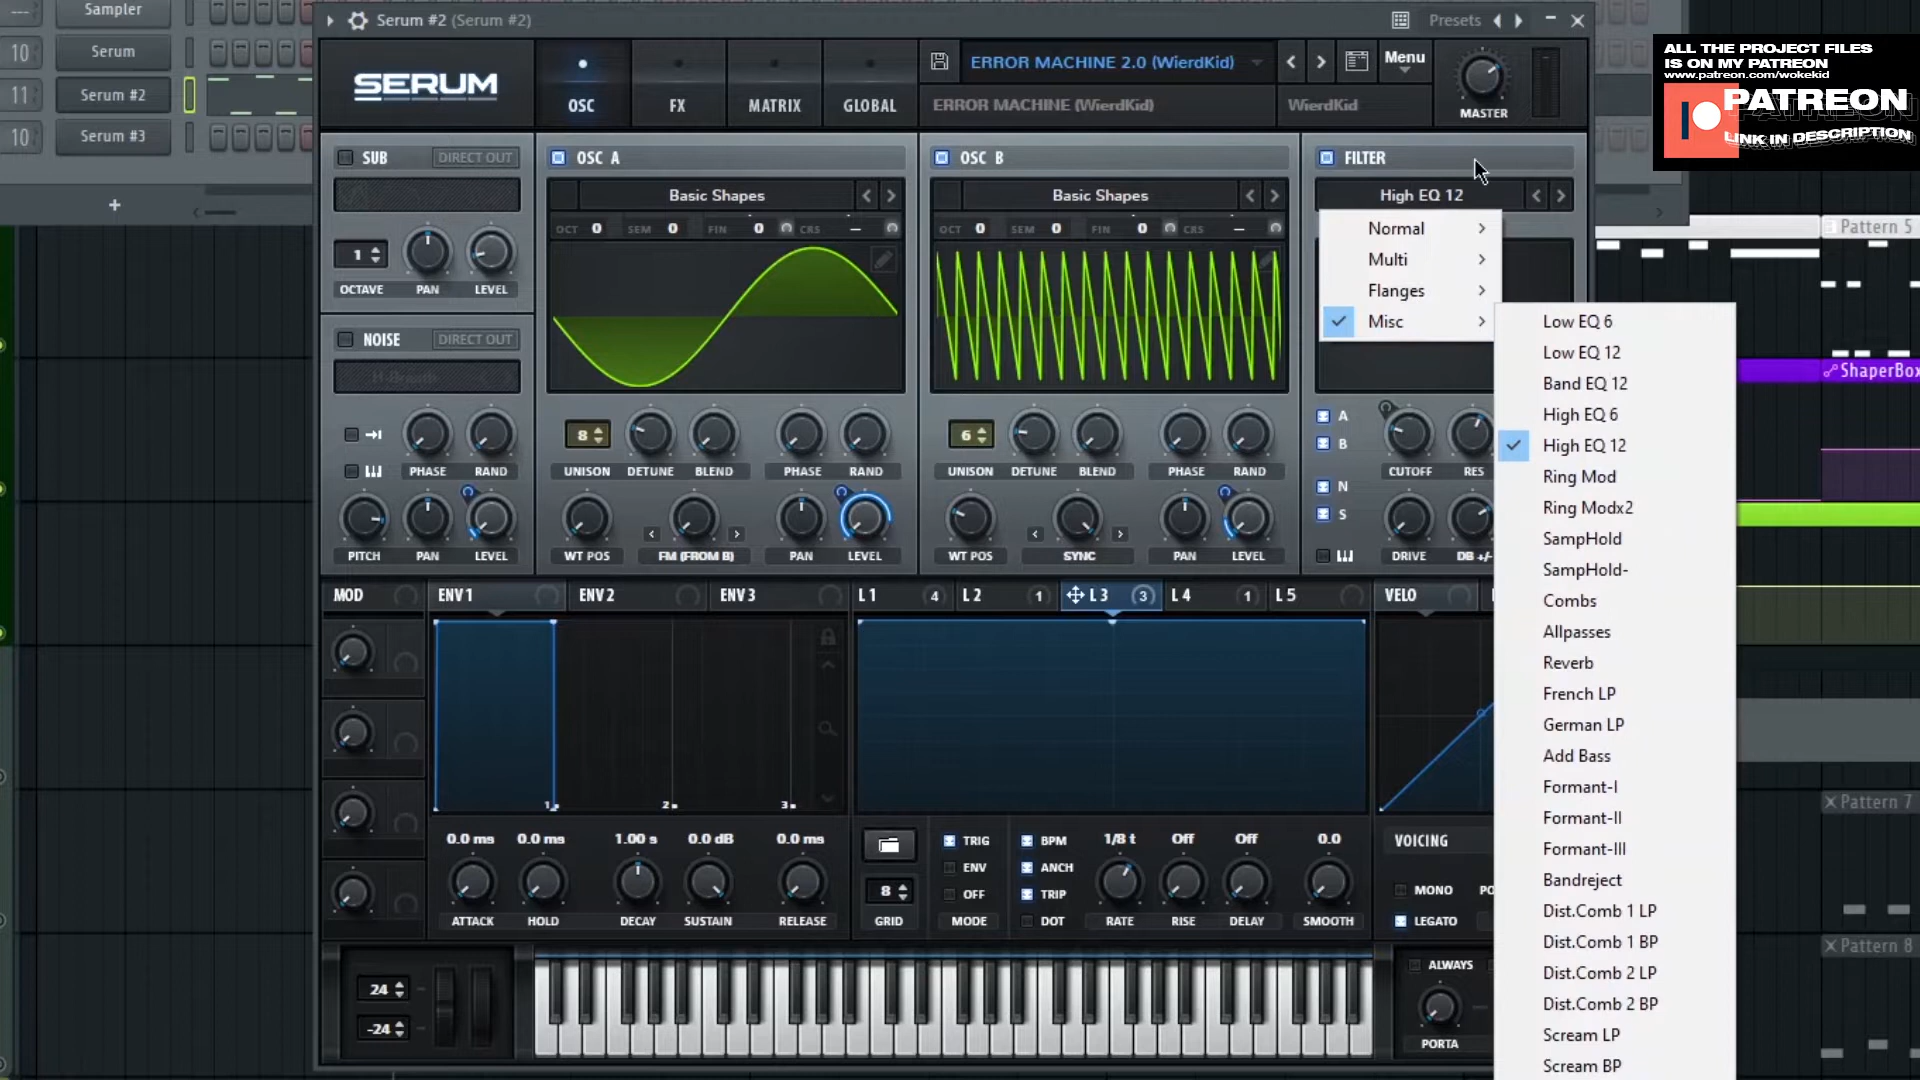 Sampler
Serum #2 (Serum #2)
Presets
ALL THE PROJECT FILES
IS ON MY PATREON
www.patreon.com/wokekid
PATREON
LINK IN DESCRIPTION
10 Serum
11 Serum #2
10 Serum #3
SERUM
OSC
FX
MATRIX
GLOBAL
ERROR MACHINE 2.0 (WierdKid)
Menu
ERROR MACHINE (WierdKid)
WierdKid
MASTER
SUB
DIRECT OUT
OSC A
OSC B
FILTER
Basic Shapes
Basic Shapes
High EQ 12
OCT 0 SEM 0 FIN 0 CRS --
OCT 0 SEM 0 FIN 0 CRS --
Normal
Multi
Flanges
Misc
1
OCTAVE PAN LEVEL
NOISE
DIRECT OUT
H-Breath
PHASE RAND
PITCH PAN LEVEL
8
UNISON DETUNE BLEND PHASE RAND
WT POS FM (FROM B) PAN LEVEL
6
UNISON DETUNE BLEND PHASE RAND
WT POS SYNC PAN LEVEL
A
B
N
S
CUTOFF RES
DRIVE DB +/-
Low EQ 6
Low EQ 12
Band EQ 12
High EQ 6
High EQ 12
Ring Mod
Ring Modx2
SampHold
SampHold-
Combs
Allpasses
Reverb
French LP
German LP
Add Bass
Formant-I
Formant-II
Formant-III
Bandreject
Dist.Comb 1 LP
Dist.Comb 1 BP
Dist.Comb 2 LP
Dist.Comb 2 BP
Scream LP
Scream BP
Pattern 5
ShaperBox
Pattern 7
Pattern 8
MOD ENV 1 ENV 2 ENV 3 L 1 4 L 2 1 L 3 3 L 4 1 L 5 VELO
1 2 3
0.0 ms 0.0 ms 1.00 s 0.0 dB 0.0 ms
ATTACK HOLD DECAY SUSTAIN RELEASE
8
GRID
TRIG
ENV
OFF
MODE
BPM
ANCH
TRIP
DOT
1/8 t Off Off 0.0
RATE RISE DELAY SMOOTH
VOICING
MONO PO
LEGATO
24
-24
ALWAYS
PORTA